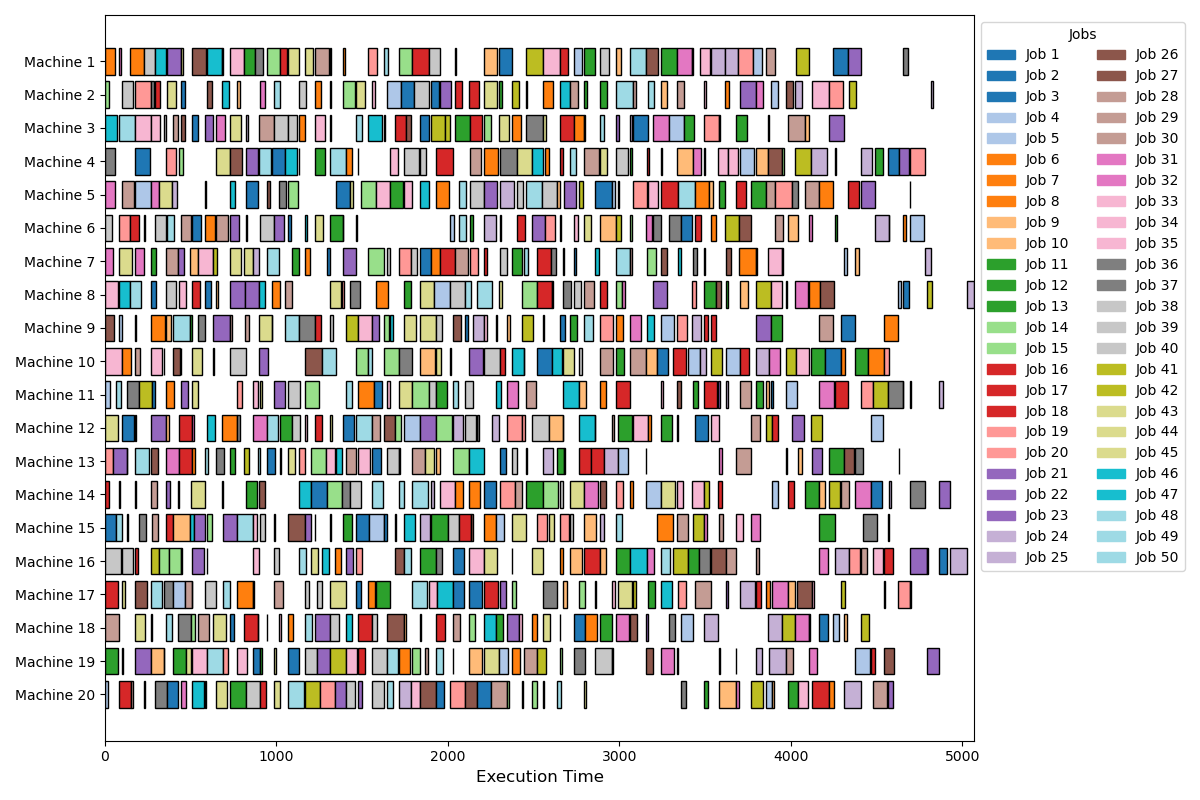 Machine 1
Machine 2
Machine 3
Machine 4
Machine 5
Machine 6
Machine 7
Machine 8
Machine 9
Machine 10
Machine 11
Machine 12
Machine 13
Machine 14
Machine 15
Machine 16
Machine 17
Machine 18
Machine 19
Machine 20
0 1000 2000 3000 4000 5000
Execution Time
Jobs
Job 1 Job 26
Job 2 Job 27
Job 3 Job 28
Job 4 Job 29
Job 5 Job 30
Job 6 Job 31
Job 7 Job 32
Job 8 Job 33
Job 9 Job 34
Job 10 Job 35
Job 11 Job 36
Job 12 Job 37
Job 13 Job 38
Job 14 Job 39
Job 15 Job 40
Job 16 Job 41
Job 17 Job 42
Job 18 Job 43
Job 19 Job 44
Job 20 Job 45
Job 21 Job 46
Job 22 Job 47
Job 23 Job 48
Job 24 Job 49
Job 25 Job 50